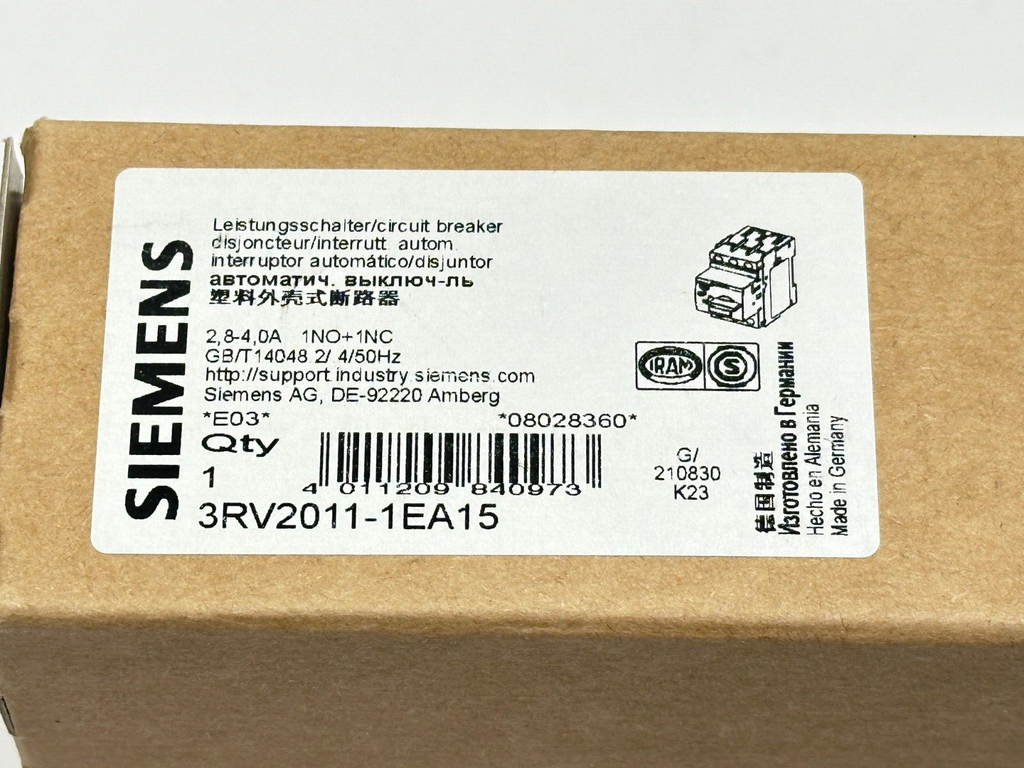 SIEMENS
Leistungsschalter/circuit breaker
disjoncteur/interrutt. autom.
interruptor automático/disjuntor
автоматич. выключ-ль
塑料外壳式断路器
2,8-4,0A 1NO+1NC
GB/T14048.2/.4/50Hz
http://support.industry.siemens.com
Siemens AG, DE-92220 Amberg
*E03* *08028360*
Qty
1
4 011209 840973
3RV2011-1EA15
IRAM S
G/
210830
K23
德国制造
Изготовлено в Германии
Hecho en Alemania
Made in Germany